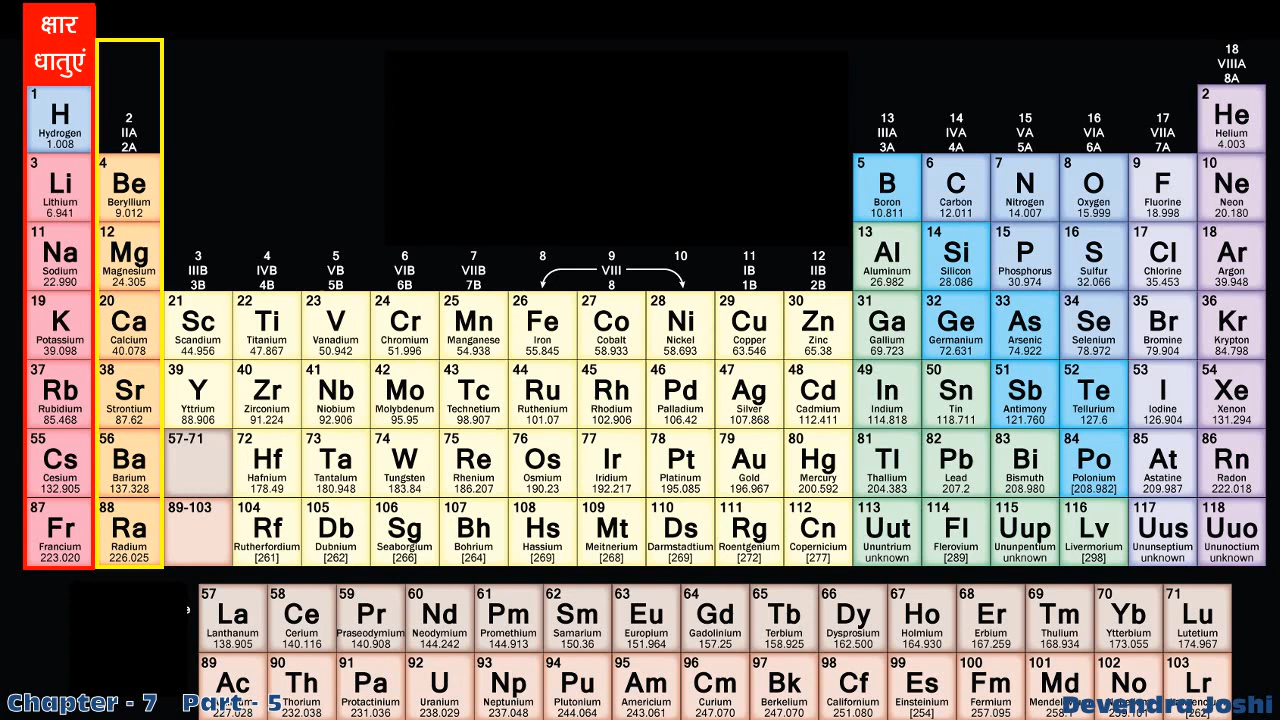 क्षार
धातुएं
18
VIIIA
8A
1 2
H He
Hydrogen Helium
1.008 4.003
2 13 14 15 16 17
IIA IIIA IVA VA VIA VIIA
2A 3A 4A 5A 6A 7A
3 4 5 6 7 8 9 10
Li Be B C N O F Ne
Lithium Beryllium Boron Carbon Nitrogen Oxygen Fluorine Neon
6.941 9.012 10.811 12.011 14.007 15.999 18.998 20.180
11 12 13 14 15 16 17 18
Na Mg Al Si P S Cl Ar
Sodium Magnesium Aluminum Silicon Phosphorus Sulfur Chlorine Argon
22.990 24.305 26.982 28.086 30.974 32.066 35.453 39.948
3 4 5 6 7 8 9 10 11 12
IIIB IVB VB VIB VIIB VIII IB IIB
3B 4B 5B 6B 7B 8 1B 2B
19 20 21 22 23 24 25 26 27 28 29 30 31 32 33 34 35 36
K Ca Sc Ti V Cr Mn Fe Co Ni Cu Zn Ga Ge As Se Br Kr
Potassium Calcium Scandium Titanium Vanadium Chromium Manganese Iron Cobalt Nickel Copper Zinc Gallium Germanium Arsenic Selenium Bromine Krypton
39.098 40.078 44.956 47.867 50.942 51.996 54.938 55.845 58.933 58.693 63.546 65.38 69.723 72.631 74.922 78.972 79.904 84.798
37 38 39 40 41 42 43 44 45 46 47 48 49 50 51 52 53 54
Rb Sr Y Zr Nb Mo Tc Ru Rh Pd Ag Cd In Sn Sb Te I Xe
Rubidium Strontium Yttrium Zirconium Niobium Molybdenum Technetium Ruthenium Rhodium Palladium Silver Cadmium Indium Tin Antimony Tellurium Iodine Xenon
85.468 87.62 88.906 91.224 92.906 95.95 98.907 101.07 102.906 106.42 107.868 112.411 114.818 118.711 121.760 127.6 126.904 131.294
55 56 57-71 72 73 74 75 76 77 78 79 80 81 82 83 84 85 86
Cs Ba Hf Ta W Re Os Ir Pt Au Hg Tl Pb Bi Po At Rn
Cesium Barium Hafnium Tantalum Tungsten Rhenium Osmium Iridium Platinum Gold Mercury Thallium Lead Bismuth Polonium Astatine Radon
132.905 137.328 178.49 180.948 183.84 186.207 190.23 192.217 195.085 196.967 200.592 204.383 207.2 208.980 [208.982] 209.987 222.018
87 88 89-103 104 105 106 107 108 109 110 111 112 113 114 115 116 117 118
Fr Ra Rf Db Sg Bh Hs Mt Ds Rg Cn Uut Fl Uup Lv Uus Uuo
Francium Radium Rutherfordium Dubnium Seaborgium Bohrium Hassium Meitnerium Darmstadtium Roentgenium Copernicium Ununtrium Flerovium Ununpentium Livermorium Ununseptium Ununoctium
223.020 226.025 [261] [262] [266] [264] [269] [268] [269] [272] [277] unknown [289] unknown [298] unknown unknown
57 58 59 60 61 62 63 64 65 66 67 68 69 70 71
La Ce Pr Nd Pm Sm Eu Gd Tb Dy Ho Er Tm Yb Lu
Lanthanum Cerium Praseodymium Neodymium Promethium Samarium Europium Gadolinium Terbium Dysprosium Holmium Erbium Thulium Ytterbium Lutetium
138.905 140.116 140.908 144.242 144.913 150.36 151.964 157.25 158.925 162.500 164.930 167.259 168.934 173.055 174.967
89 90 91 92 93 94 95 96 97 98 99 100 101 102 103
Ac Th Pa U Np Pu Am Cm Bk Cf Es Fm Md No Lr
Thorium Protactinium Uranium Neptunium Plutonium Americium Curium Berkelium Californium Einsteinium Fermium
227.028 232.038 231.036 238.029 237.048 244.064 243.061 247.070 247.070 251.080 [254] 257.095
Chapter - 7 Part - 5
Devendra Joshi